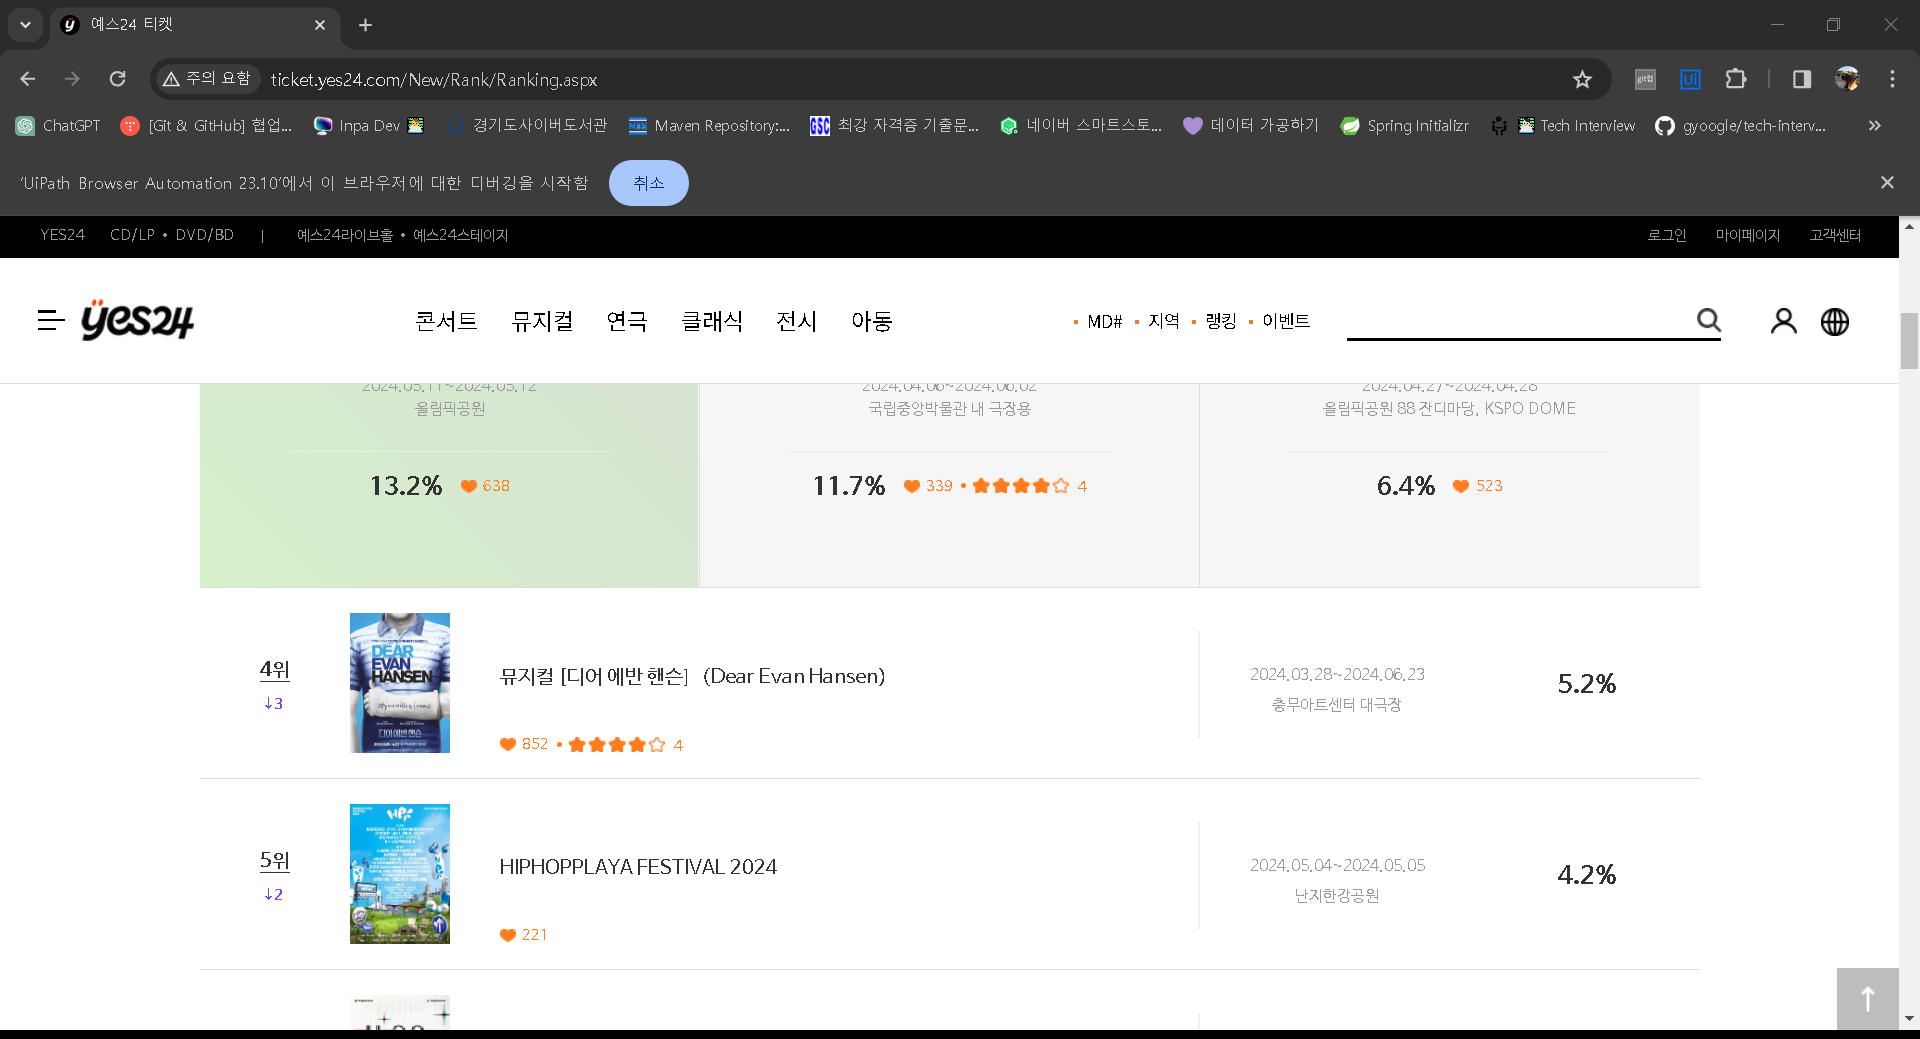 예스24 티켓
주의 요함 ticket.yes24.com/New/Rank/Ranking.aspx
ChatGPT [Git & GitHub] 협업... Inpa Dev 경기도사이버도서관 Maven Repository:... 최강 자격증 기출문... 네이버 스마트스토... 데이터 가공하기 Spring Initializr Tech Interview gyoogle/tech-interv...
'UiPath Browser Automation 23.10'에서 이 브라우저에 대한 디버깅을 시작함 취소
YES24 CD/LP • DVD/BD | 예스24라이브홀 • 예스24스테이지 로그인 마이페이지 고객센터
yes24 콘서트 뮤지컬 연극 클래식 전시 아동 MD# 지역 랭킹 이벤트
2024.05.11~2024.05.12 2024.04.06~2024.06.02 2024.04.27~2024.04.28
올림픽공원 국립중앙박물관 내 극장용 올림픽공원 88 잔디마당, KSPO DOME
13.2% 638 11.7% 339 • 4 6.4% 523
4위
↓3
DEAR EVAN HANSEN
디어 에반 핸슨
뮤지컬 [디어 에반 핸슨] (Dear Evan Hansen)
852 • 4
2024.03.28~2024.06.23
충무아트센터 대극장
5.2%
5위
↓2
HIPHOPPLAYA FESTIVAL 2024
221
2024.05.04~2024.05.05
난지한강공원
4.2%